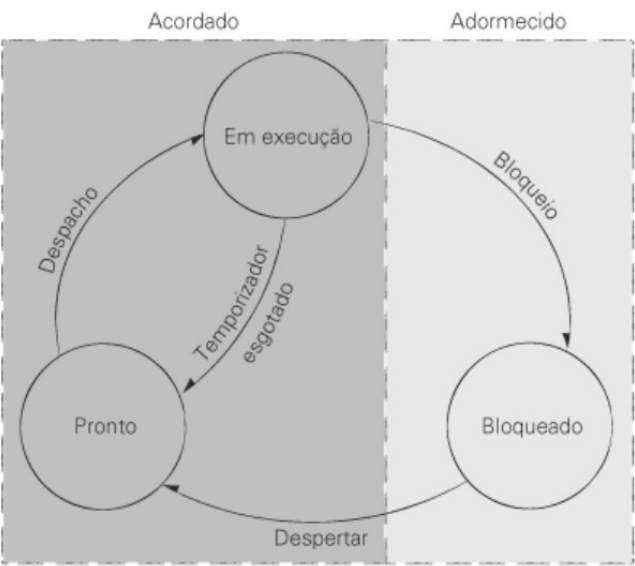 Acordado
Adormecido
Em execução
Bloqueio
Despacho
Temporizador
esgotado
Pronto
Bloqueado
Despertar